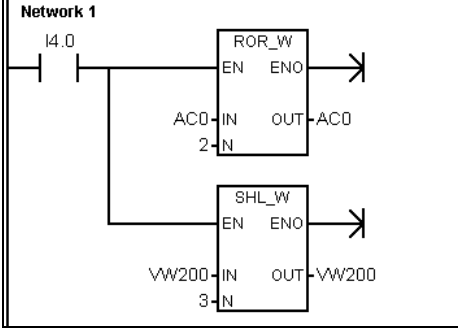 Network 1
I4.0
ROR_W
EN ENO
AC0 IN OUT AC0
2 N
SHL_W
EN ENO
VW200 IN OUT VW200
3 N